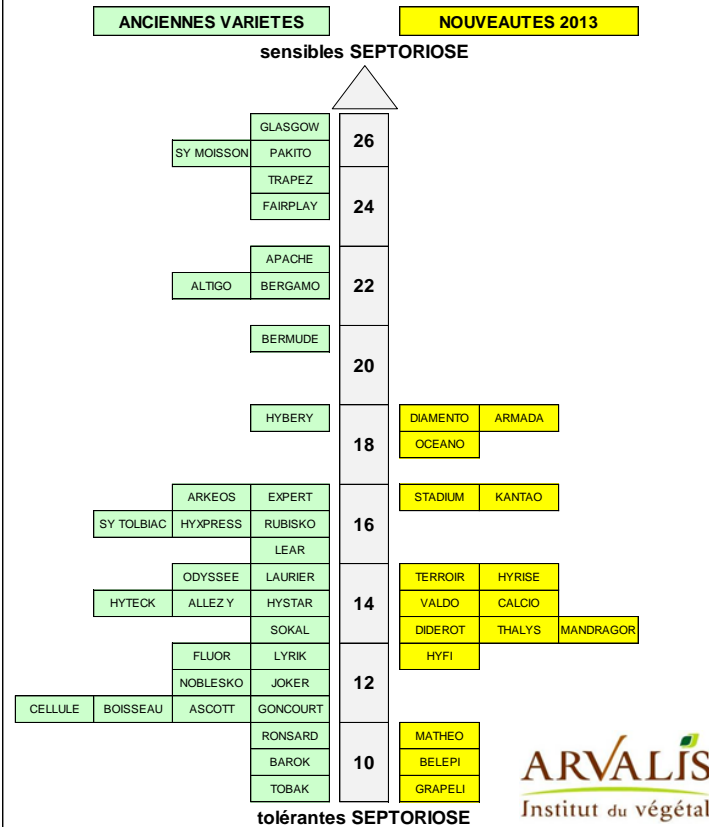 ANCIENNES VARIETES NOUVEAUTES 2013
sensibles SEPTORIOSE
GLASGOW
26
SY MOISSON PAKITO
TRAPEZ
24
FAIRPLAY
APACHE
22
ALTIGO BERGAMO
BERMUDE
20
HYBERY DIAMENTO ARMADA
18
OCEANO
ARKEOS EXPERT STADIUM KANTAO
SY TOLBIAC HYXPRESS RUBISKO 16
LEAR
ODYSSEE LAURIER TERROIR HYRISE
HYTECK ALLEZ Y HYSTAR 14 VALDO CALCIO
SOKAL DIDEROT THALYS MANDRAGOR
FLUOR LYRIK HYFI
NOBLESKO JOKER 12
CELLULE BOISSEAU ASCOTT GONCOURT
RONSARD MATHEO
BAROK 10 BELEPI
TOBAK GRAPELI
tolérantes SEPTORIOSE
ARVALIS
Institut du végétal